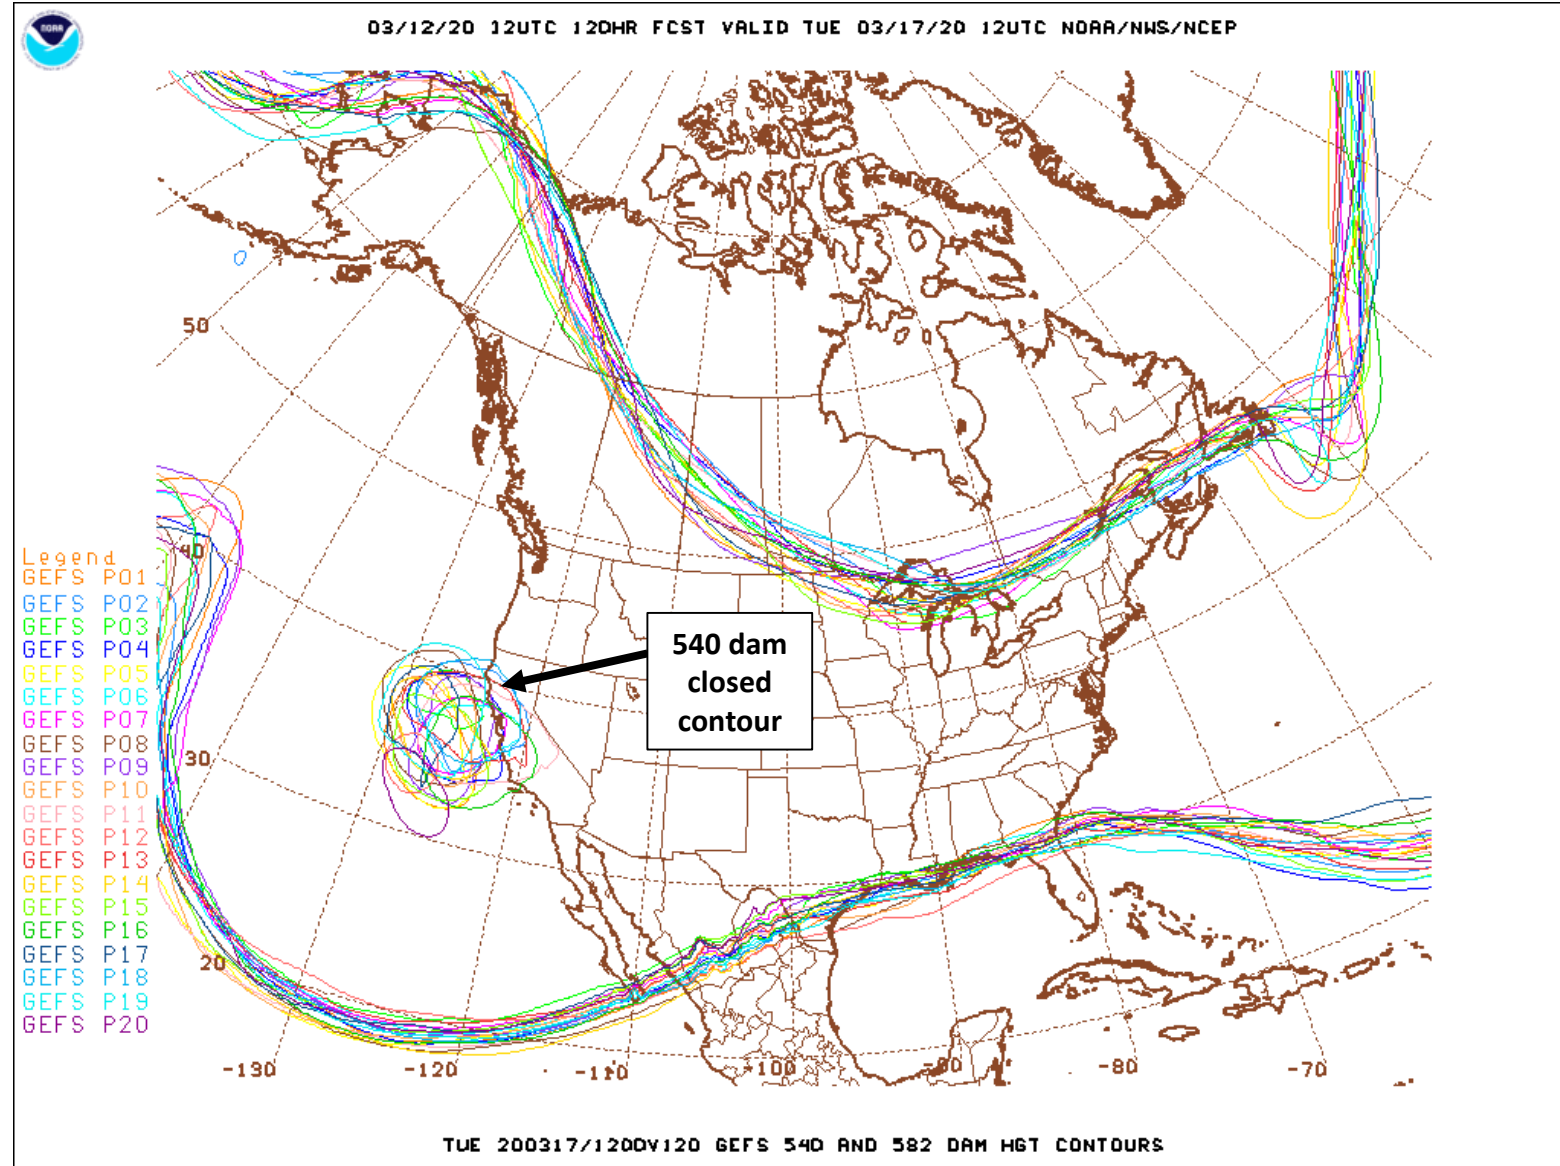 03/12/20 12UTC 120HR FCST VALID TUE 03/17/20 12UTC NOAA/NWS/NCEP
NOAA
50
40
Legend
GEFS P01
GEFS P02
GEFS P03
GEFS P04
GEFS P05
GEFS P06
GEFS P07
GEFS P08
GEFS P09
GEFS P10
GEFS P11
GEFS P12
GEFS P13
GEFS P14
GEFS P15
GEFS P16
GEFS P17
GEFS P18
GEFS P19
GEFS P20
540 dam
closed
contour
30
20
-130 -120 -110 -100 -90 -80 -70
TUE 200317/1200V120 GEFS 540 AND 582 DAM HGT CONTOURS